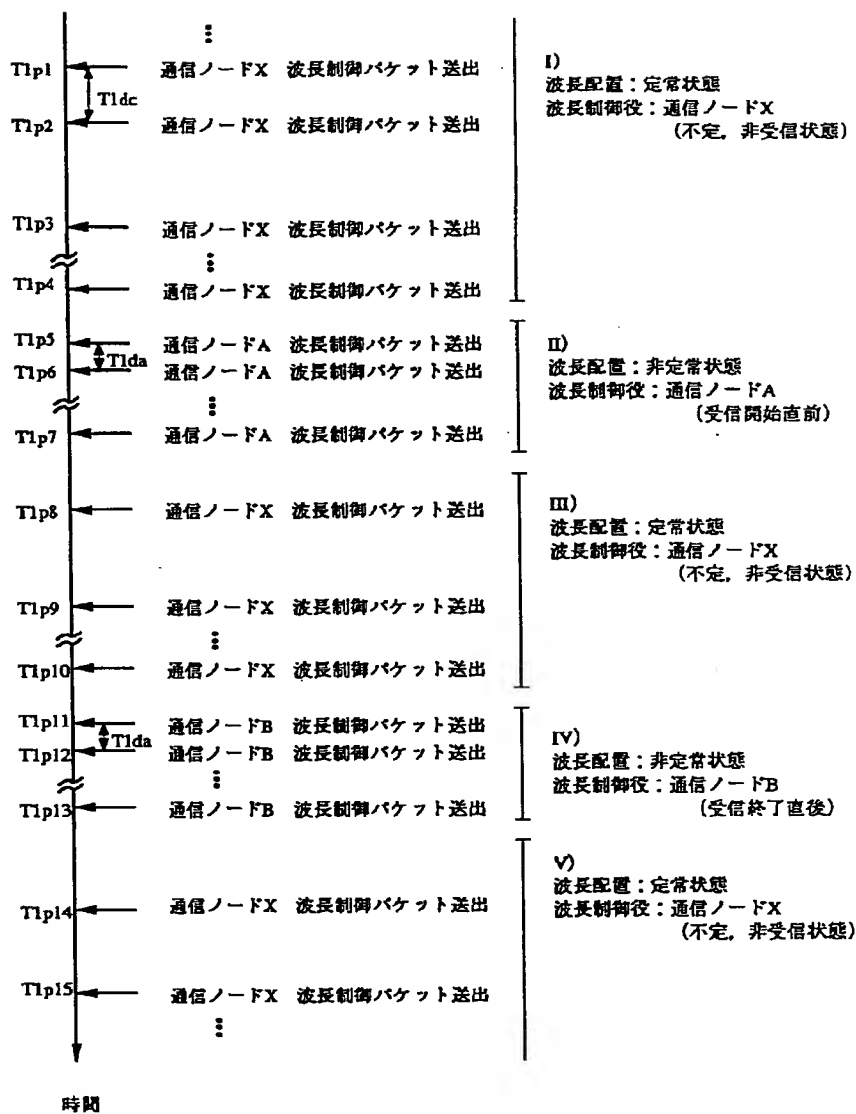 T1p1 通信ノードX 波長制御パケット送出
T1dc
T1p2 通信ノードX 波長制御パケット送出
T1p3 通信ノードX 波長制御パケット送出
T1p4 通信ノードX 波長制御パケット送出
I)
波長配置：定常状態
波長制御役：通信ノードX
(不定，非受信状態)
T1p5 通信ノードA 波長制御パケット送出
T1da
T1p6 通信ノードA 波長制御パケット送出
T1p7 通信ノードA 波長制御パケット送出
II)
波長配置：非定常状態
波長制御役：通信ノードA
(受信開始直前)
T1p8 通信ノードX 波長制御パケット送出
T1p9 通信ノードX 波長制御パケット送出
T1p10 通信ノードX 波長制御パケット送出
III)
波長配置：定常状態
波長制御役：通信ノードX
(不定，非受信状態)
T1p11 通信ノードB 波長制御パケット送出
T1da
T1p12 通信ノードB 波長制御パケット送出
T1p13 通信ノードB 波長制御パケット送出
IV)
波長配置：非定常状態
波長制御役：通信ノードB
(受信終了直後)
T1p14 通信ノードX 波長制御パケット送出
T1p15 通信ノードX 波長制御パケット送出
V)
波長配置：定常状態
波長制御役：通信ノードX
(不定，非受信状態)
時間